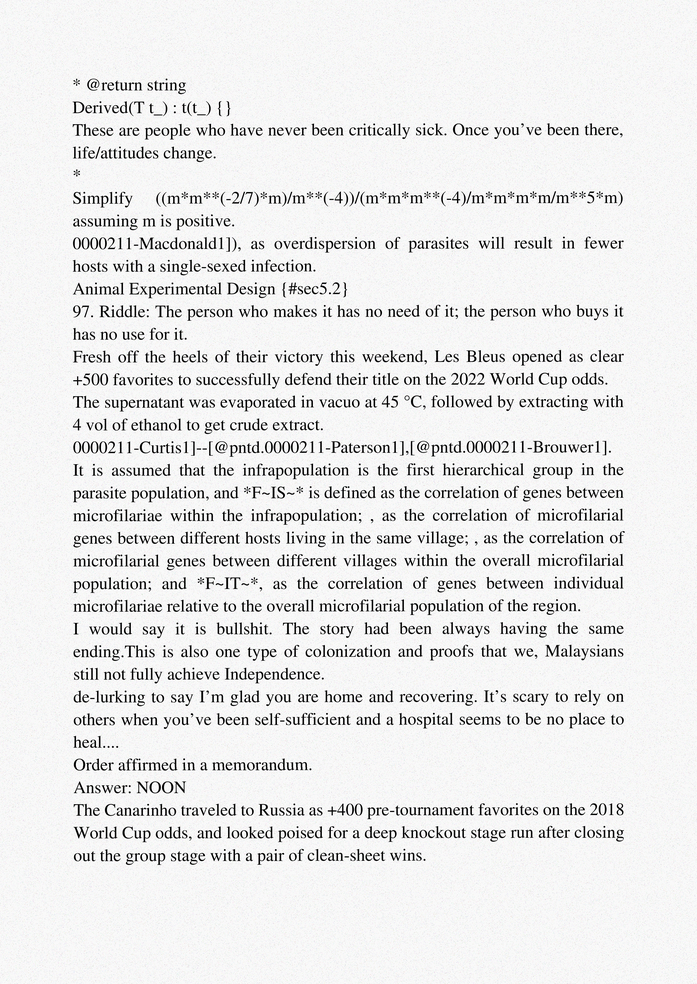 * @return string
Derived(T t_) : t(t_) {}
These are people who have never been critically sick. Once you’ve been there,
life/attitudes change.
*
Simplify ((m*m**(-2/7)*m)/m**(-4))/(m*m*m**(-4)/m*m*m*m/m**5*m)
assuming m is positive.
0000211-Macdonald1]), as overdispersion of parasites will result in fewer
hosts with a single-sexed infection.
Animal Experimental Design {#sec5.2}
97. Riddle: The person who makes it has no need of it; the person who buys it
has no use for it.
Fresh off the heels of their victory this weekend, Les Bleus opened as clear
+500 favorites to successfully defend their title on the 2022 World Cup odds.
The supernatant was evaporated in vacuo at 45 °C, followed by extracting with
4 vol of ethanol to get crude extract.
0000211-Curtis1]--[@pntd.0000211-Paterson1],[@pntd.0000211-Brouwer1].
It is assumed that the infrapopulation is the first hierarchical group in the
parasite population, and *F~IS~* is defined as the correlation of genes between
microfilariae within the infrapopulation; , as the correlation of microfilarial
genes between different hosts living in the same village; , as the correlation of
microfilarial genes between different villages within the overall microfilarial
population; and *F~IT~*, as the correlation of genes between individual
microfilariae relative to the overall microfilarial population of the region.
I would say it is bullshit. The story had been always having the same
ending.This is also one type of colonization and proofs that we, Malaysians
still not fully achieve Independence.
de-lurking to say I’m glad you are home and recovering. It’s scary to rely on
others when you’ve been self-sufficient and a hospital seems to be no place to
heal....
Order affirmed in a memorandum.
Answer: NOON
The Canarinho traveled to Russia as +400 pre-tournament favorites on the 2018
World Cup odds, and looked poised for a deep knockout stage run after closing
out the group stage with a pair of clean-sheet wins.